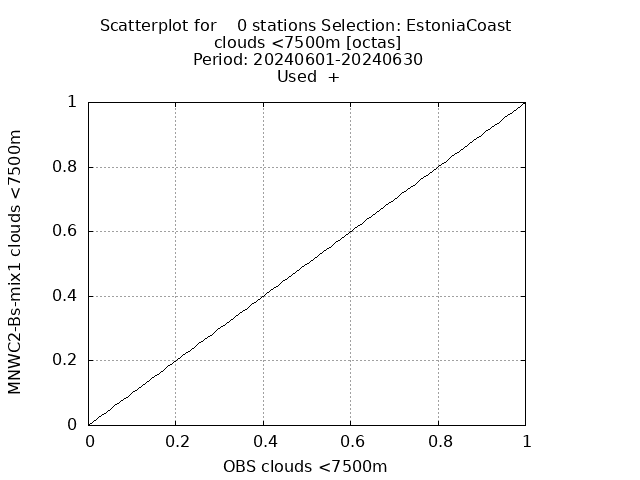 Scatterplot for    0 stations Selection: EstoniaCoast
clouds <7500m [octas]
Period: 20240601-20240630
Used  +
1
0.8
0.6
0.4
0.2
0
MNWC2-Bs-mix1 clouds <7500m
0 0.2 0.4 0.6 0.8 1
OBS clouds <7500m